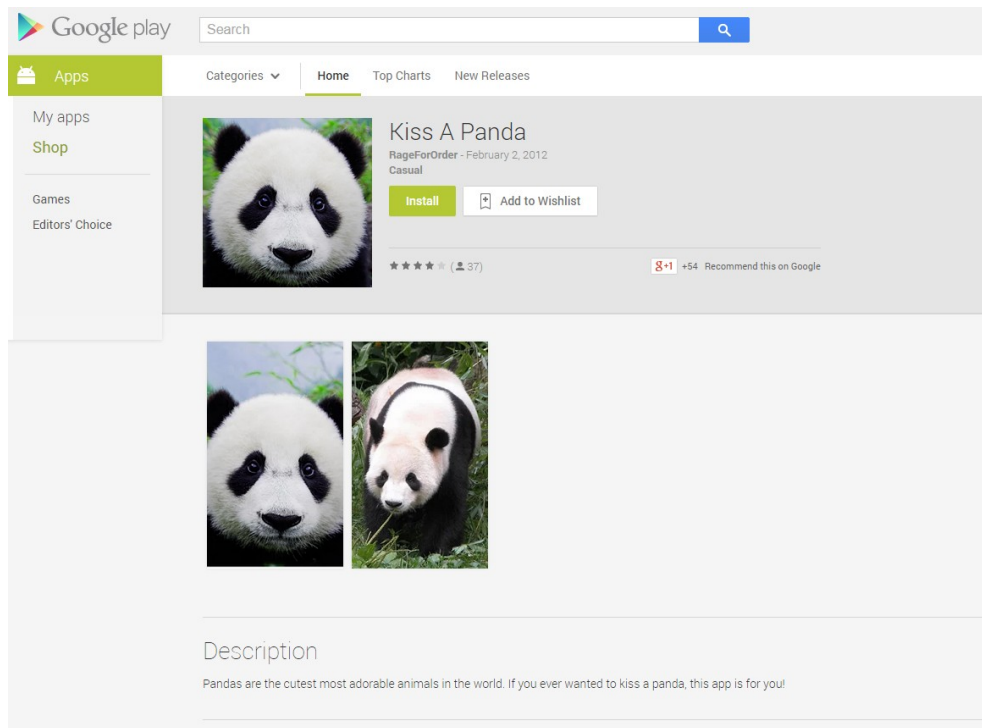 Google play
Search
Apps
Categories Home Top Charts New Releases
My apps
Shop
Games
Editors' Choice
Kiss A Panda
RageForOrder - February 2, 2012
Casual
Install Add to Wishlist
(37)
g+1 +54 Recommend this on Google
Description
Pandas are the cutest most adorable animals in the world. If you ever wanted to kiss a panda, this app is for you!